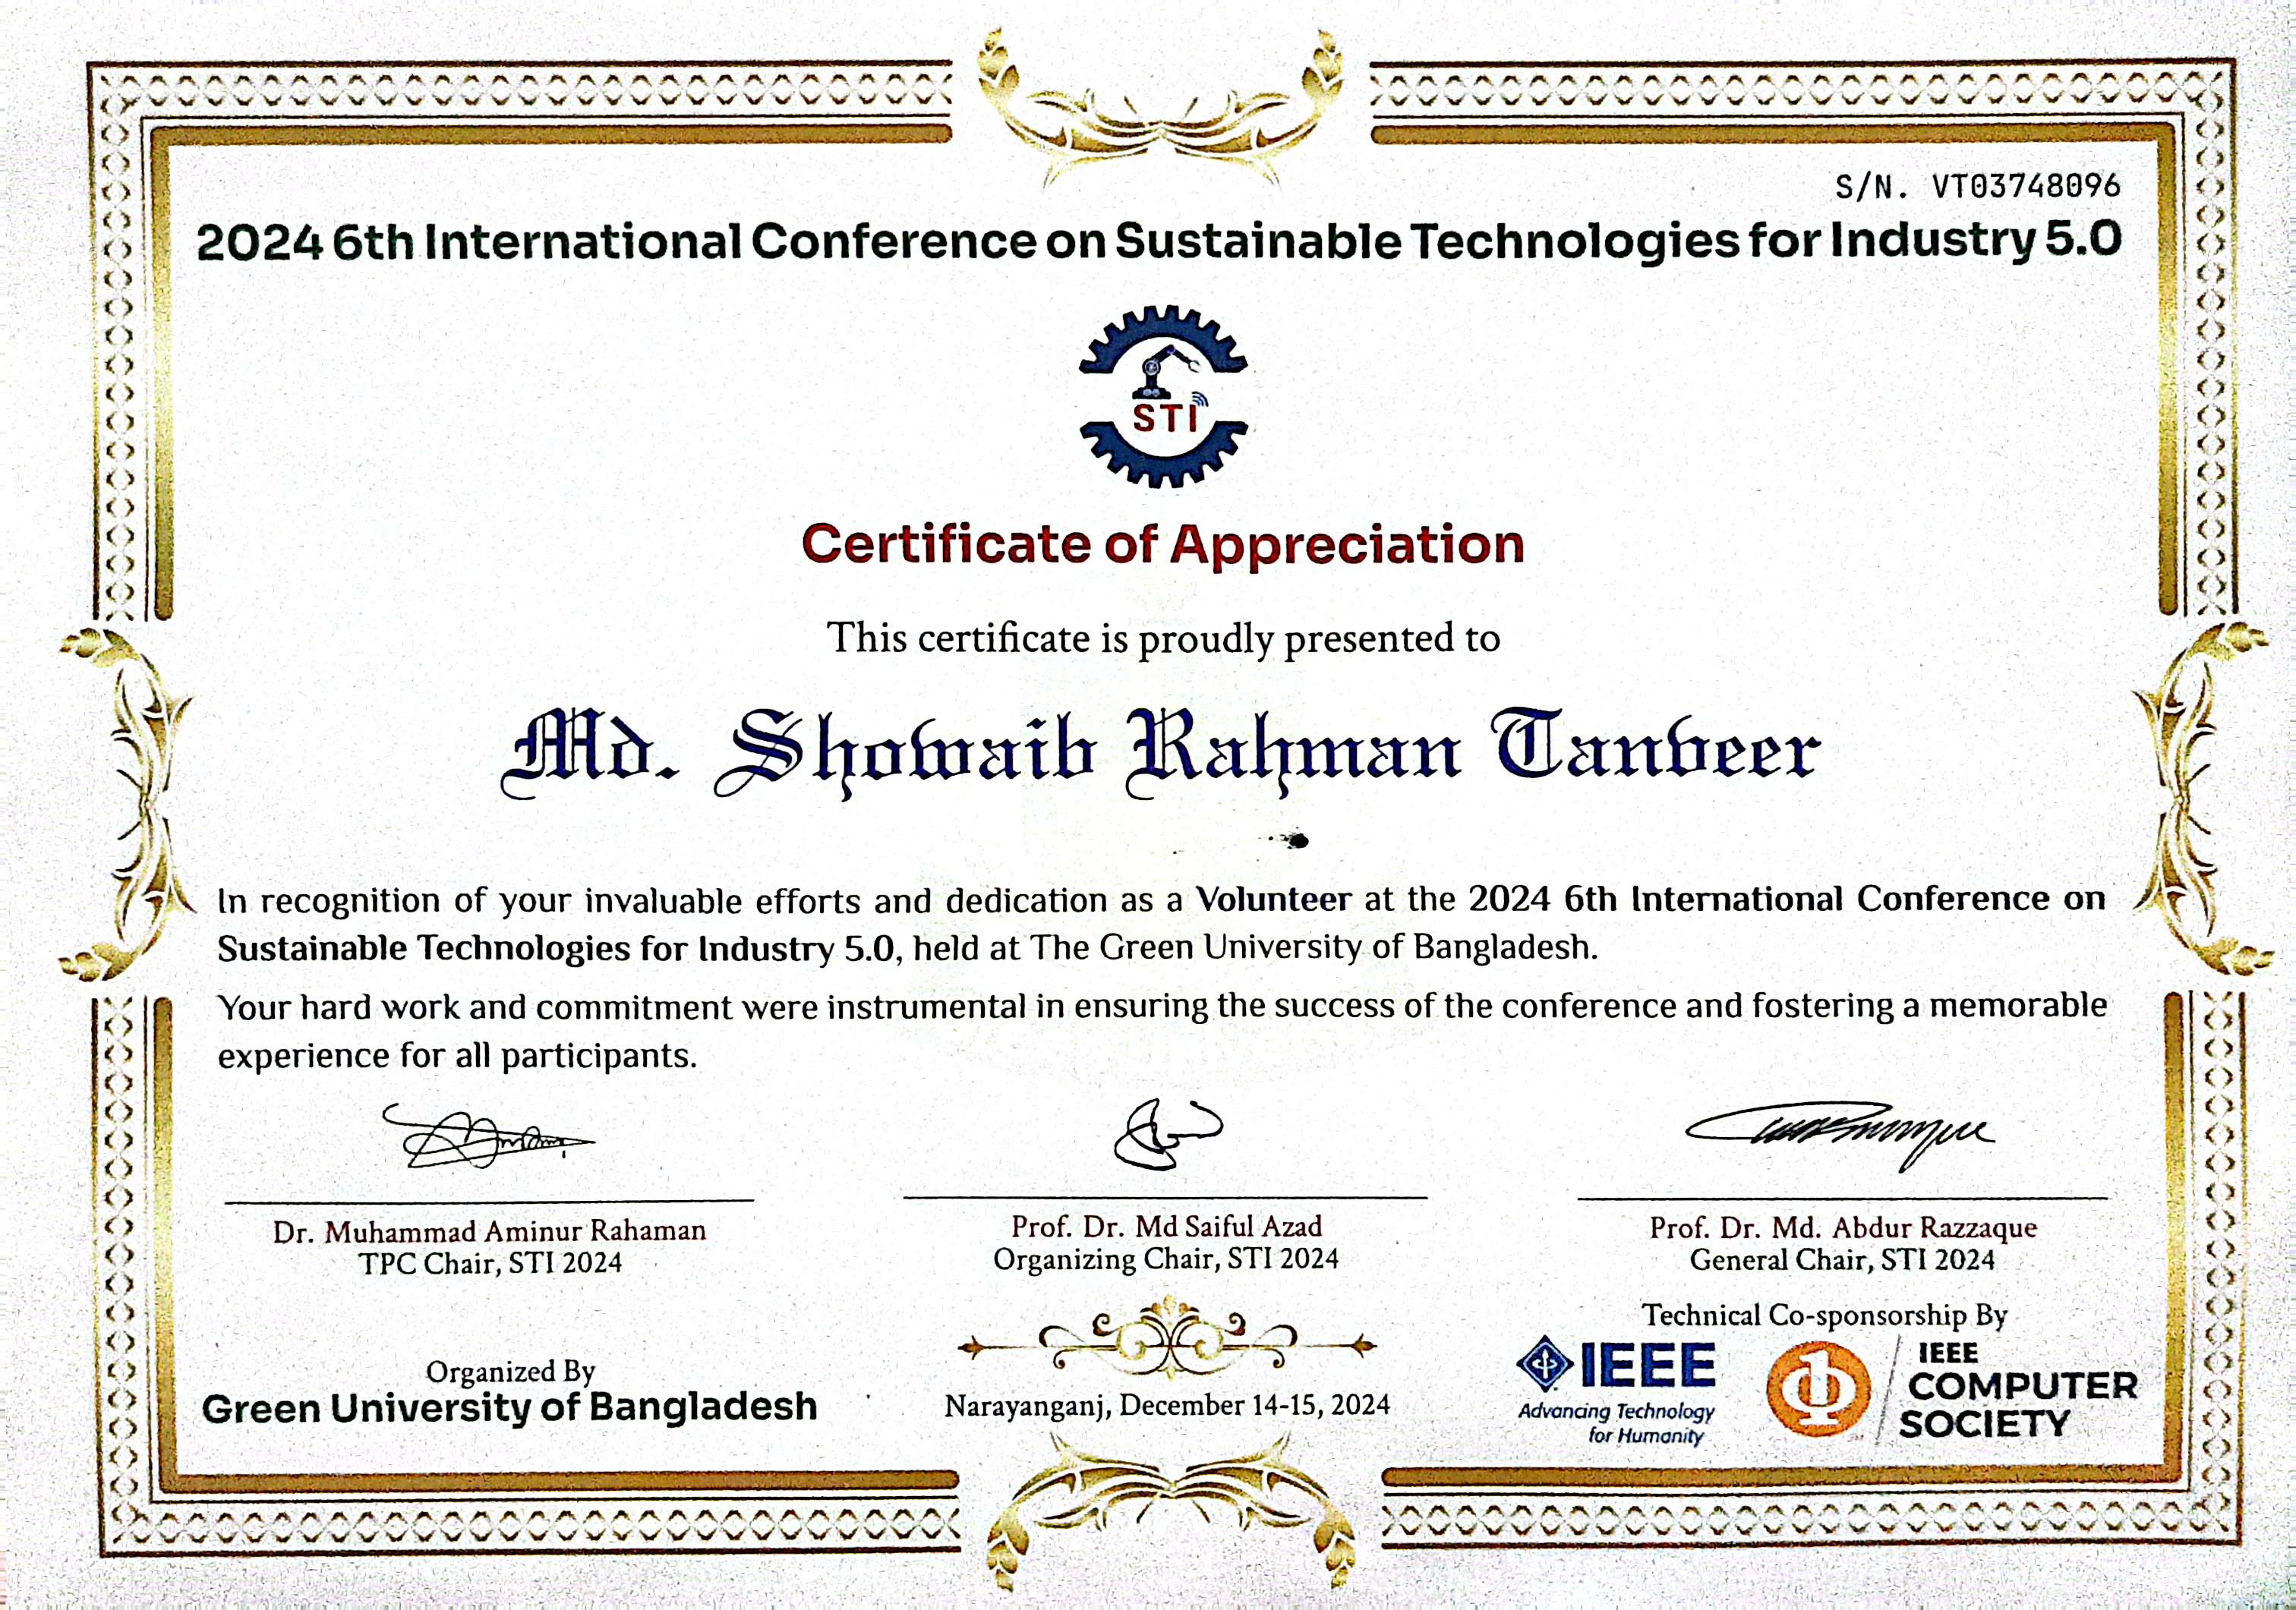 S/N. VT03748096
2024 6th International Conference on Sustainable Technologies for Industry 5.0
STI
Certificate of Appreciation
This certificate is proudly presented to
Md. Showaib Rahman Tanveer
In recognition of your invaluable efforts and dedication as a Volunteer at the 2024 6th International Conference on
Sustainable Technologies for Industry 5.0, held at The Green University of Bangladesh.
Your hard work and commitment were instrumental in ensuring the success of the conference and fostering a memorable
experience for all participants.
Dr. Muhammad Aminur Rahaman
TPC Chair, STI 2024
Prof. Dr. Md Saiful Azad
Organizing Chair, STI 2024
Prof. Dr. Md. Abdur Razzaque
General Chair, STI 2024
Organized By
Green University of Bangladesh
Narayanganj, December 14-15, 2024
Technical Co-sponsorship By
IEEE
Advancing Technology
for Humanity
IEEE
COMPUTER
SOCIETY